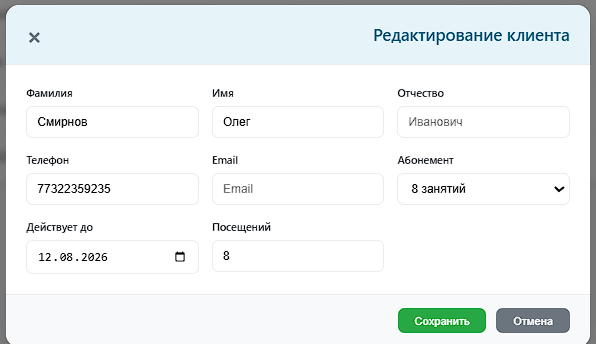 × Редактирование клиента
Фамилия Имя Отчество
Смирнов Олег Иванович
Телефон Email Абонемент
77322359235 Email 8 занятий
Действует до Посещений
12.08.2026 8
Сохранить Отмена